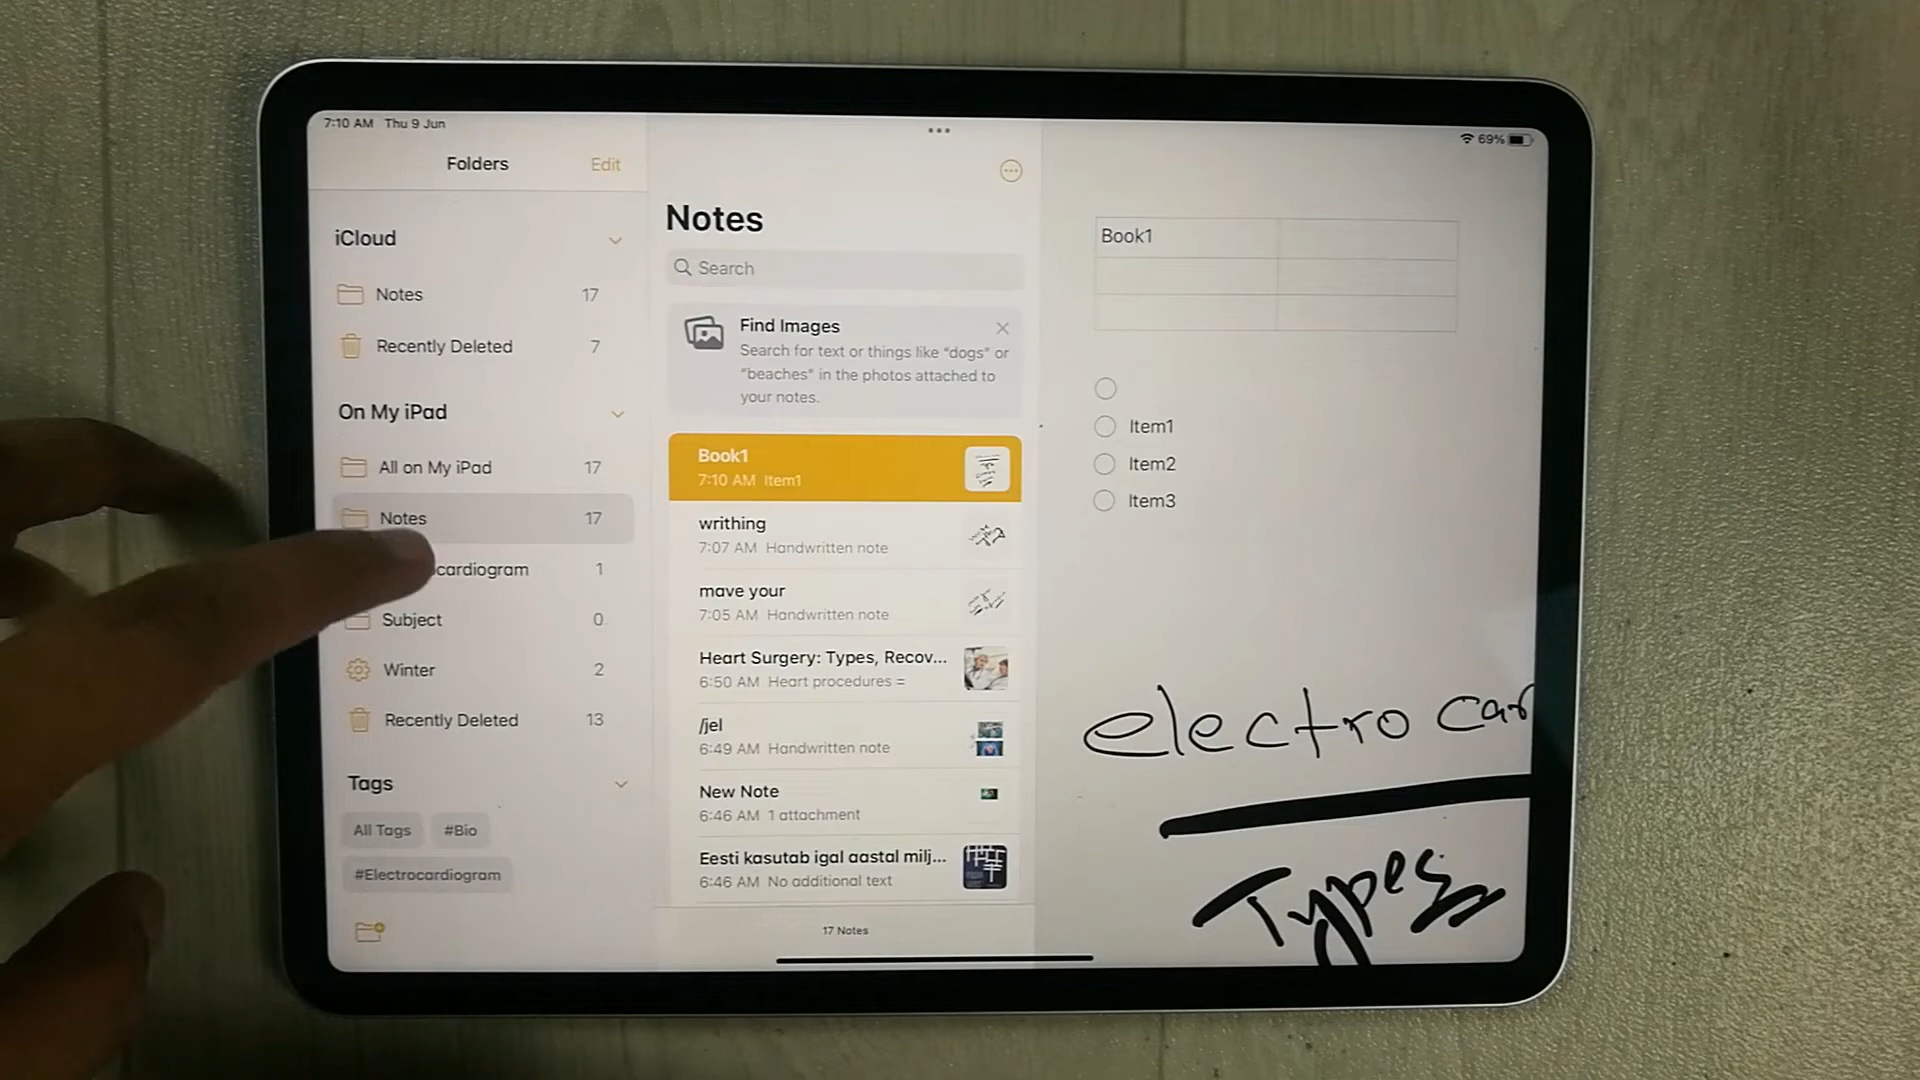 7:10 AM Thu 9 Jun
69%
Folders
Edit
iCloud
Notes 17
Recently Deleted 7
On My iPad
All on My iPad 17
Notes 17
cardiogram 1
Subject 0
Winter 2
Recently Deleted 13
Tags
All Tags #Bio
#Electrocardiogram
Notes
Search
Find Images
Search for text or things like "dogs" or
"beaches" in the photos attached to
your notes.
Book1
7:10 AM Item1
writhing
7:07 AM Handwritten note
mave your
7:05 AM Handwritten note
Heart Surgery: Types, Recov...
6:50 AM Heart procedures =
/jel
6:49 AM Handwritten note
New Note
6:46 AM 1 attachment
Eesti kasutab igal aastal milj...
6:46 AM No additional text
17 Notes
Book1
Item1
Item2
Item3
electro car
Types